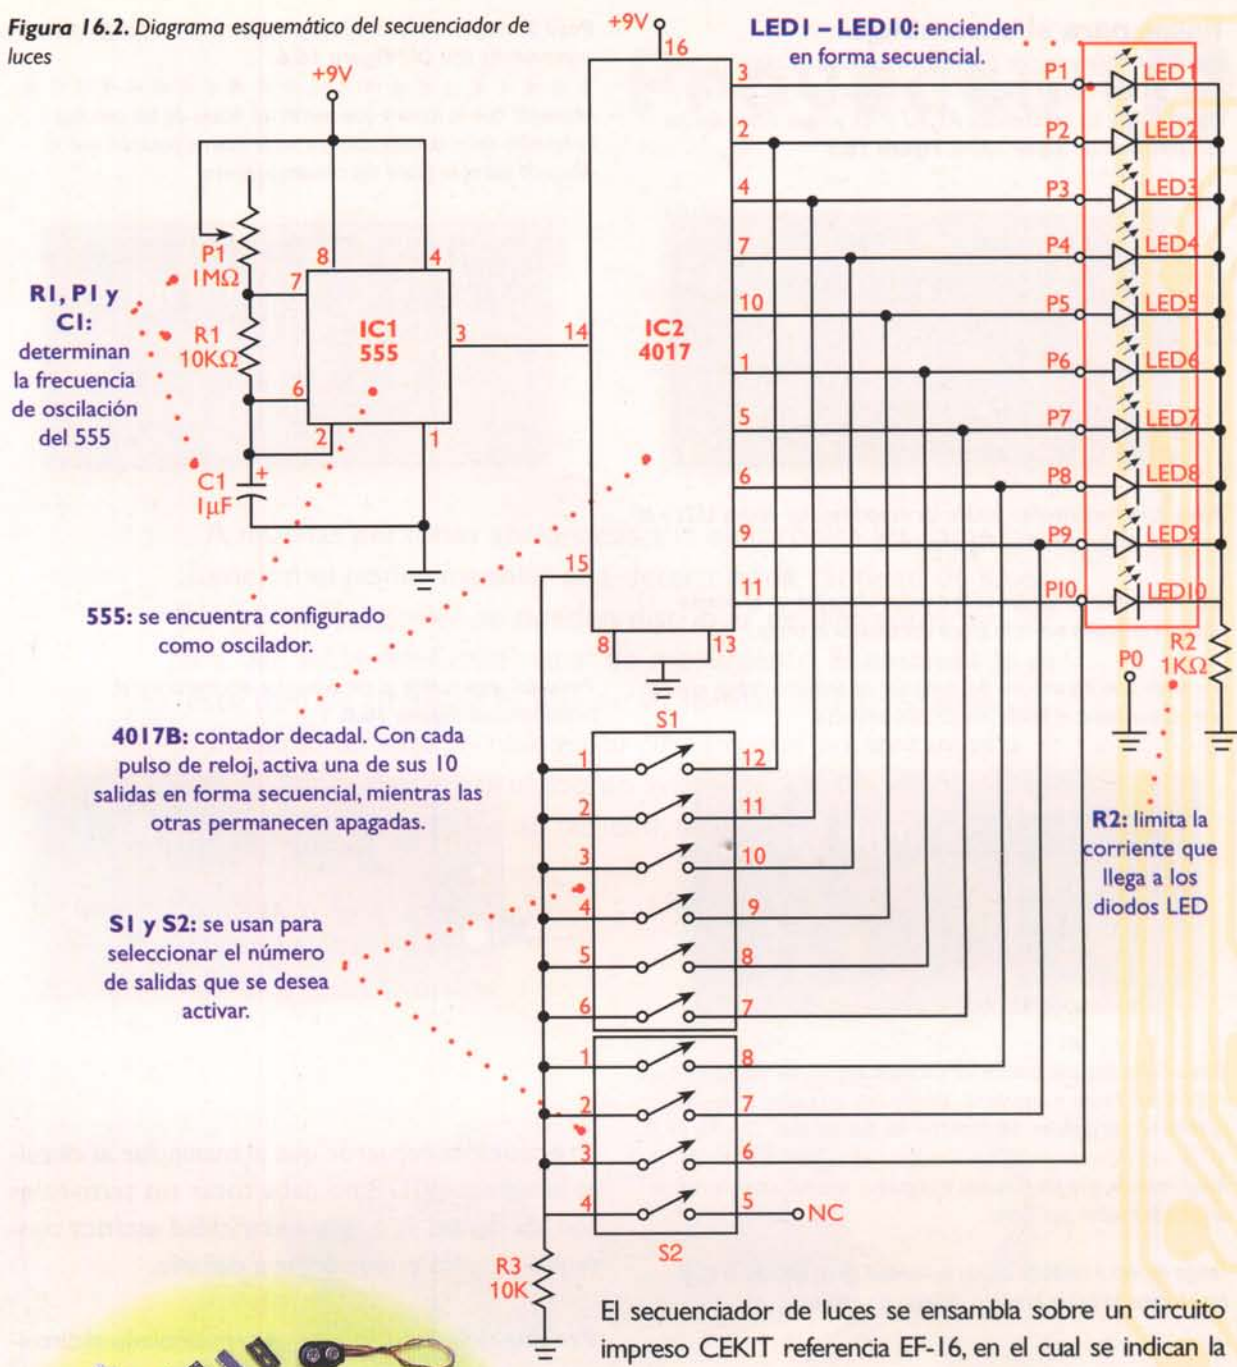 Figura 16.2. Diagrama esquemático del secuenciador de
luces
+9V
P1
1MΩ
R1
10KΩ
C1
+
1µF
7
6
2
8
4
IC1
555
3
1
R1, P1 y
C1:
determinan
la frecuencia
de oscilación
del 555
555: se encuentra configurado
como oscilador.
4017B: contador decadal. Con cada
pulso de reloj, activa una de sus 10
salidas en forma secuencial, mientras las
otras permanecen apagadas.
S1 y S2: se usan para
seleccionar el número
de salidas que se desea
activar.
+9V
16
14
IC2
4017
15
8
13
3
2
4
7
10
1
5
6
9
11
LED1 – LED10: encienden
en forma secuencial.
P1 LED1
P2 LED2
P3 LED3
P4 LED4
P5 LED5
P6 LED6
P7 LED7
P8 LED8
P9 LED9
P10 LED10
P0
R2
1KΩ
R2: limita la
corriente que
llega a los
diodos LED
S1
1 12
2 11
3 10
4 9
5 8
6 7
1 8
2 7
3 6
4 5 NC
S2
R3
10K
El secuenciador de luces se ensambla sobre un circuito
impreso CEKIT referencia EF-16, en el cual se indican la